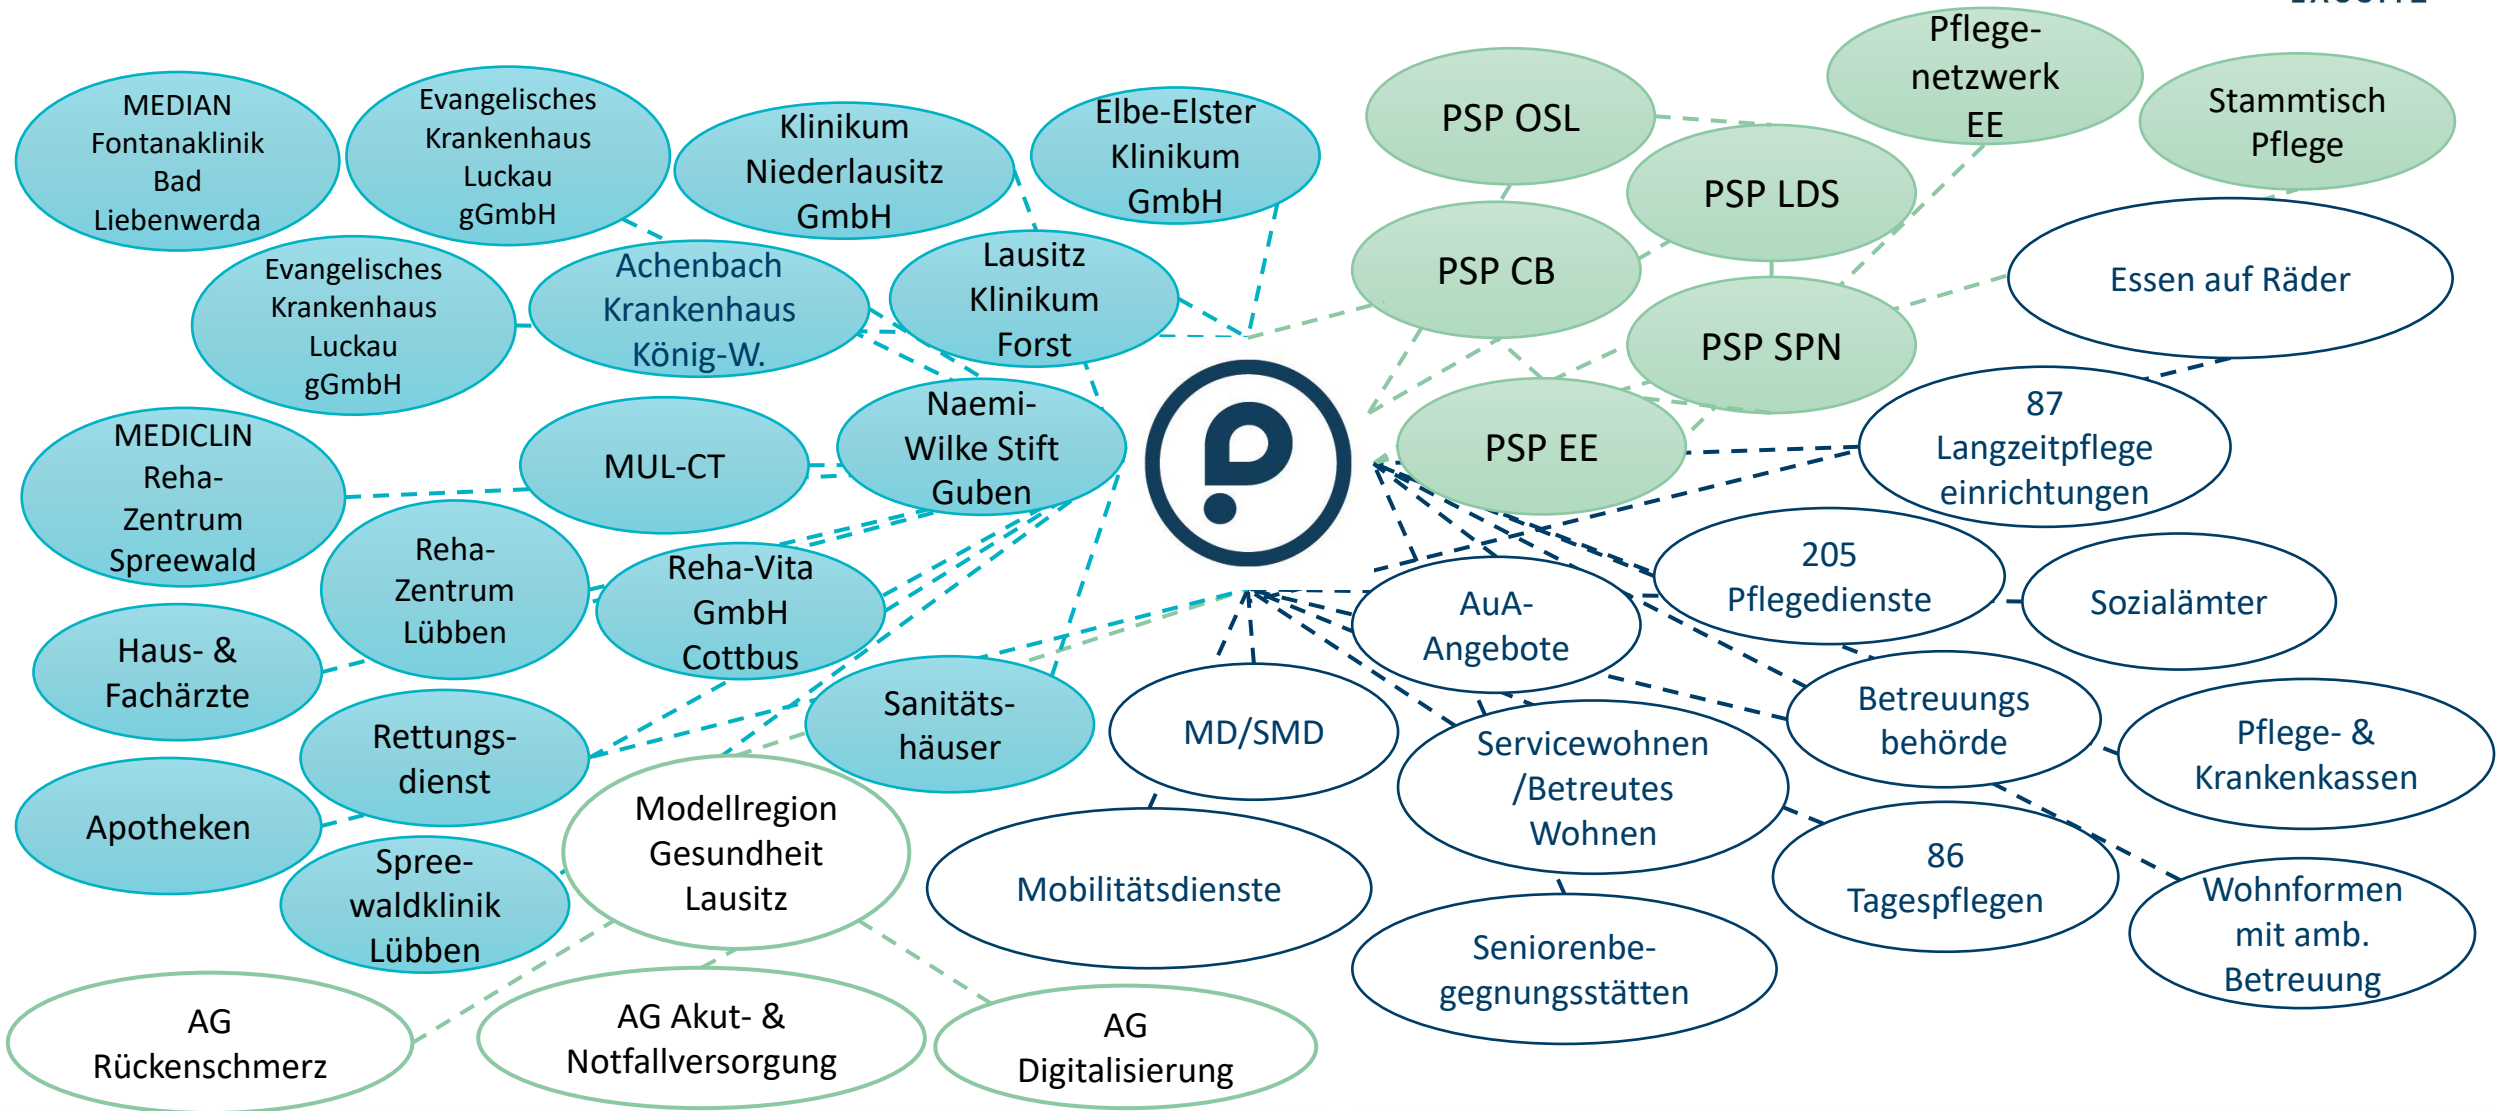 MEDIAN
Fontanaklinik
Bad
Liebenwerda
Evangelisches
Krankenhaus
Luckau
gGmbH
Klinikum
Niederlausitz
GmbH
Elbe-Elster
Klinikum
GmbH
PSP OSL
Pflege-
netzwerk
EE
Stammtisch
Pflege
PSP LDS
Evangelisches
Krankenhaus
Luckau
gGmbH
Achenbach
Krankenhaus
König-W.
Lausitz
Klinikum
Forst
PSP CB
Essen auf Räder
PSP SPN
MEDICLIN
Reha-
Zentrum
Spreewald
MUL-CT
Naemi-
Wilke Stift
Guben
PSP EE
87
Langzeitpflege
einrichtungen
Reha-
Zentrum
Lübben
Reha-Vita
GmbH
Cottbus
AuA-
Angebote
205
Pflegedienste
Sozialämter
Haus- &
Fachärzte
Rettungs-
dienst
Sanitäts-
häuser
MD/SMD
Servicewohnen
/Betreutes
Wohnen
Betreuungs
behörde
Pflege- &
Krankenkassen
Apotheken
Spree-
waldklinik
Lübben
Modellregion
Gesundheit
Lausitz
Mobilitätsdienste
Seniorenbe-
gegnungsstätten
86
Tagespflegen
Wohnformen
mit amb.
Betreuung
AG
Rückenschmerz
AG Akut- &
Notfallversorgung
AG
Digitalisierung